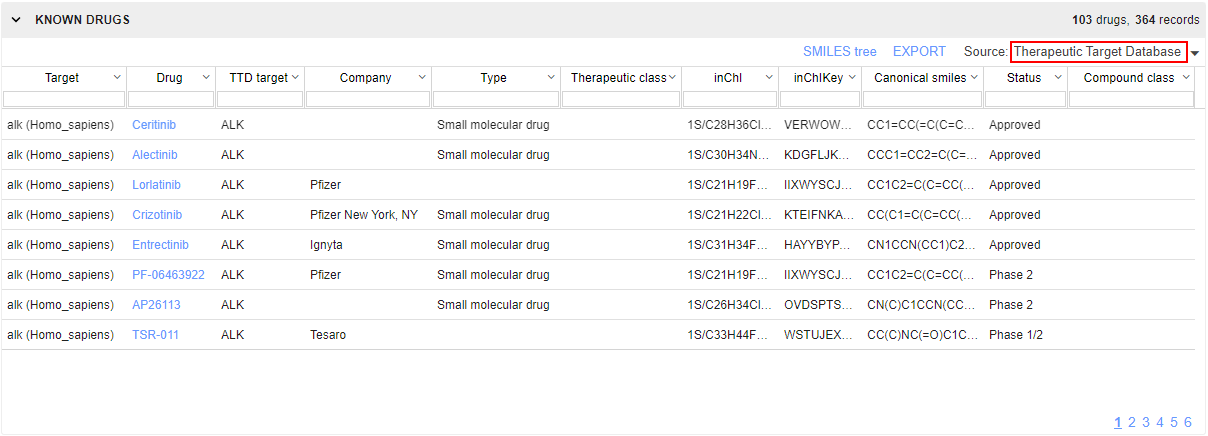 KNOWN DRUGS 103 drugs, 364 records
SMILES tree EXPORT Source: Therapeutic Target Database
Target Drug TTD target Company Type Therapeutic class inChI inChIKey Canonical smiles Status Compound class
alk (Homo_sapiens) Ceritinib ALK Small molecular drug 1S/C28H36Cl... VERWOW... CC1=CC(=C(C=C... Approved
alk (Homo_sapiens) Alectinib ALK Small molecular drug 1S/C30H34N... KDGFLJK... CCC1=CC2=C(C=... Approved
alk (Homo_sapiens) Lorlatinib ALK Pfizer 1S/C21H19F... IIXWYSCJ... CC1C2=C(C=CC(... Approved
alk (Homo_sapiens) Crizotinib ALK Pfizer New York, NY Small molecular drug 1S/C21H22Cl... KTEIFNKA... CC(C1=C(C=CC(... Approved
alk (Homo_sapiens) Entrectinib ALK Ignyta Small molecular drug 1S/C31H34F... HAYYBYP... CN1CCN(CC1)C2... Approved
alk (Homo_sapiens) PF-06463922 ALK Pfizer Small molecular drug 1S/C21H19F... IIXWYSCJ... CC1C2=C(C=CC(... Phase 2
alk (Homo_sapiens) AP26113 ALK Small molecular drug 1S/C26H34Cl... OVDSPTS... CN(C)C1CCN(CC... Phase 2
alk (Homo_sapiens) TSR-011 ALK Tesaro 1S/C33H44F... WSTUJEX... CC(C)NC(=O)C1C... Phase 1/2
1 2 3 4 5 6